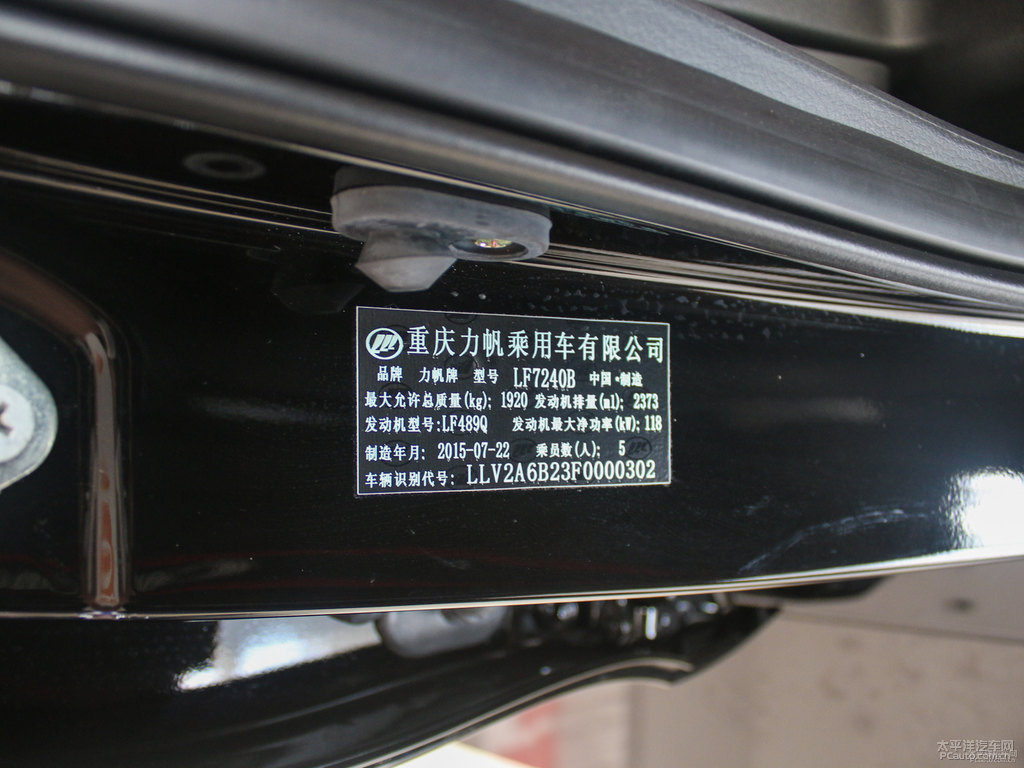 重庆力帆乘用车有限公司
品牌 力帆牌 型号 LF7240B 中国·制造
最大允许总质量(kg): 1920 发动机排量(ml): 2373
发动机型号:LF489Q 发动机最大净功率(kW): 118
制造年月: 2015-07-22 乘员数(人): 5
车辆识别代号: LLV2A6B23F0000302
太平洋汽车网
PCauto.com.cn